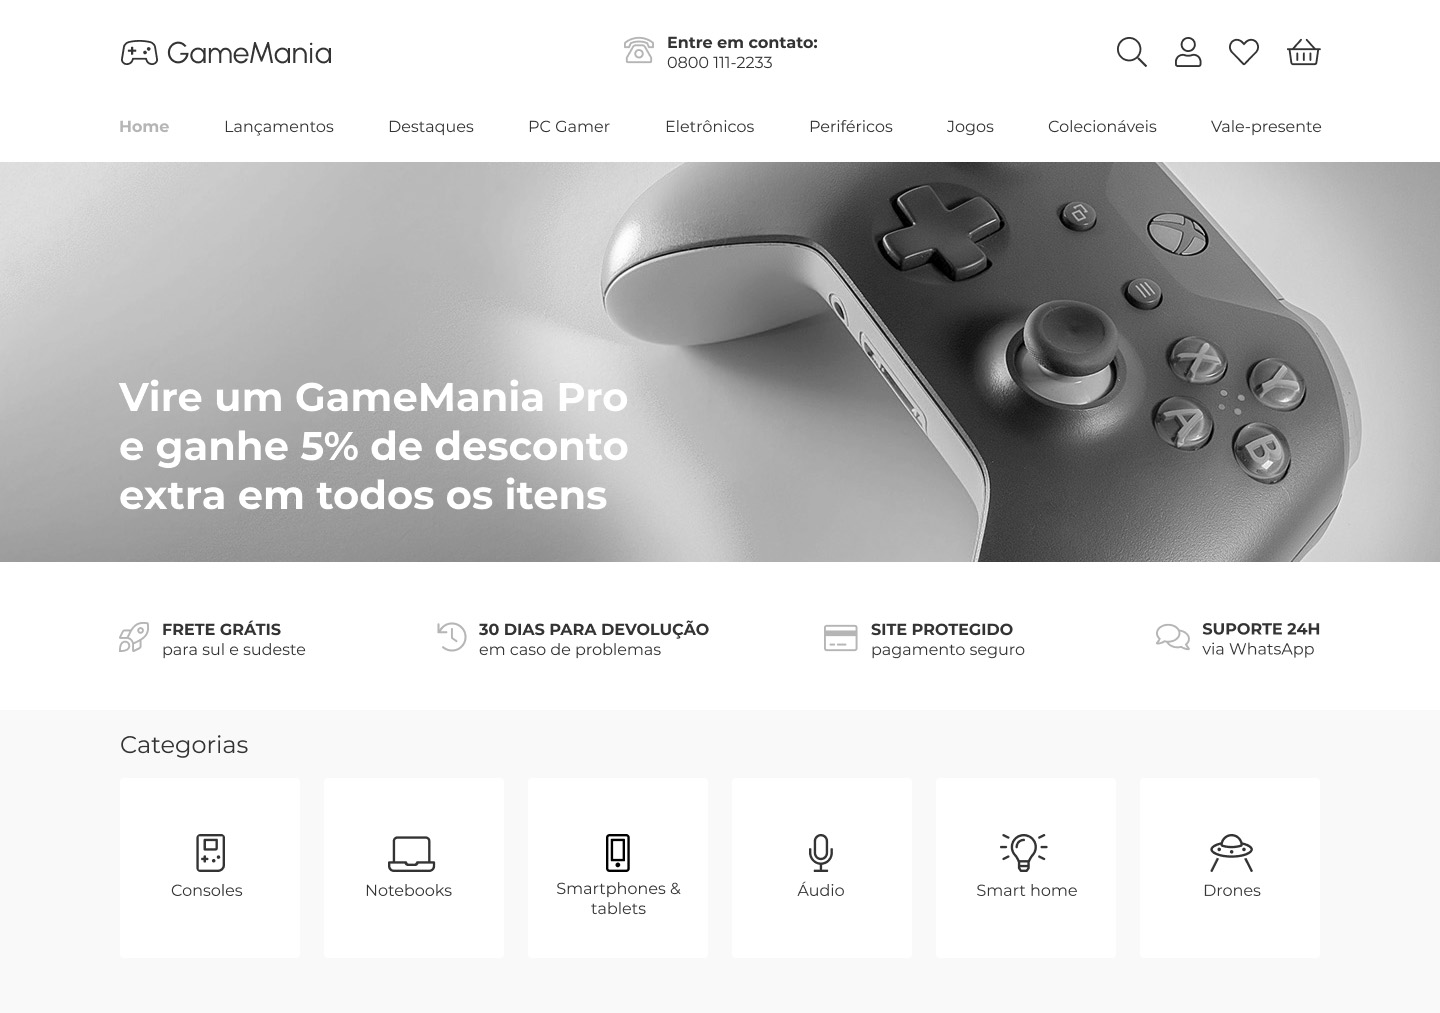 GameMania
Entre em contato:
0800 111-2233
Home Lançamentos Destaques PC Gamer Eletrônicos Periféricos Jogos Colecionáveis Vale-presente
X
Y
A
B
Vire um GameMania Pro
e ganhe 5% de desconto
extra em todos os itens
FRETE GRÁTIS
para sul e sudeste
30 DIAS PARA DEVOLUÇÃO
em caso de problemas
SITE PROTEGIDO
pagamento seguro
SUPORTE 24H
via WhatsApp
Categorias
Consoles
Notebooks
Smartphones &
tablets
Áudio
Smart home
Drones